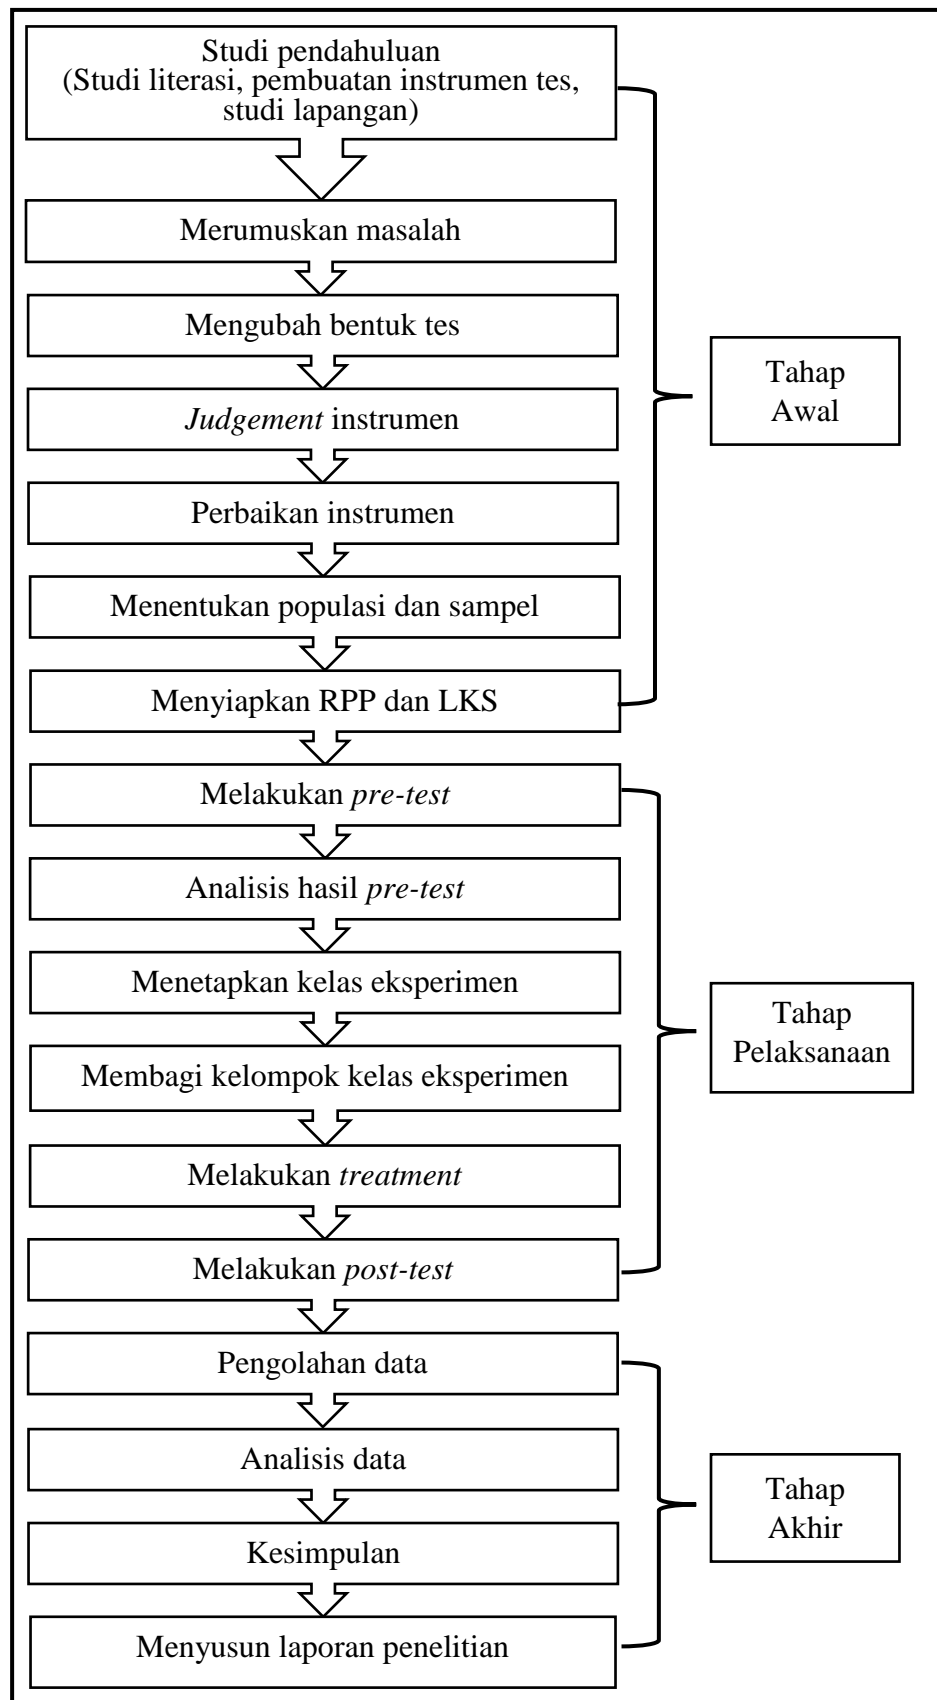 Studi pendahuluan
(Studi literasi, pembuatan instrumen tes,
studi lapangan)
Merumuskan masalah
Mengubah bentuk tes
Judgement instrumen
Perbaikan instrumen
Menentukan populasi dan sampel
Menyiapkan RPP dan LKS
Tahap
Awal
Melakukan pre-test
Analisis hasil pre-test
Menetapkan kelas eksperimen
Membagi kelompok kelas eksperimen
Melakukan treatment
Melakukan post-test
Tahap
Pelaksanaan
Pengolahan data
Analisis data
Kesimpulan
Menyusun laporan penelitian
Tahap
Akhir